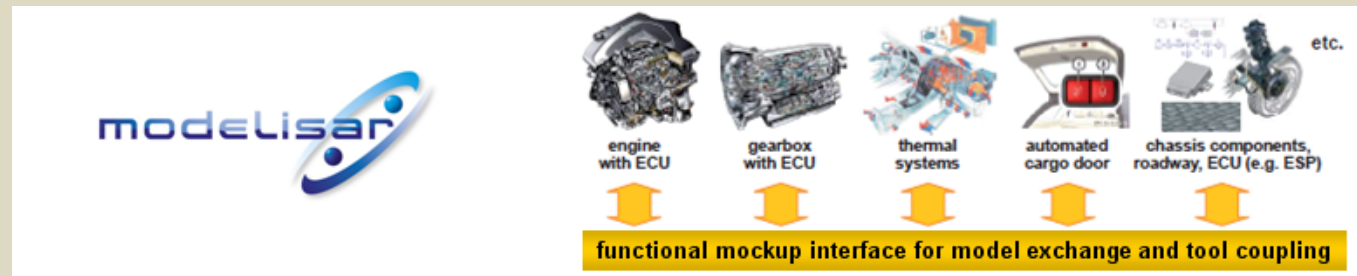 modelisar
etc.
engine
with ECU
gearbox
with ECU
thermal
systems
automated
cargo door
chassis components,
roadway, ECU (e.g. ESP)
functional mockup interface for model exchange and tool coupling